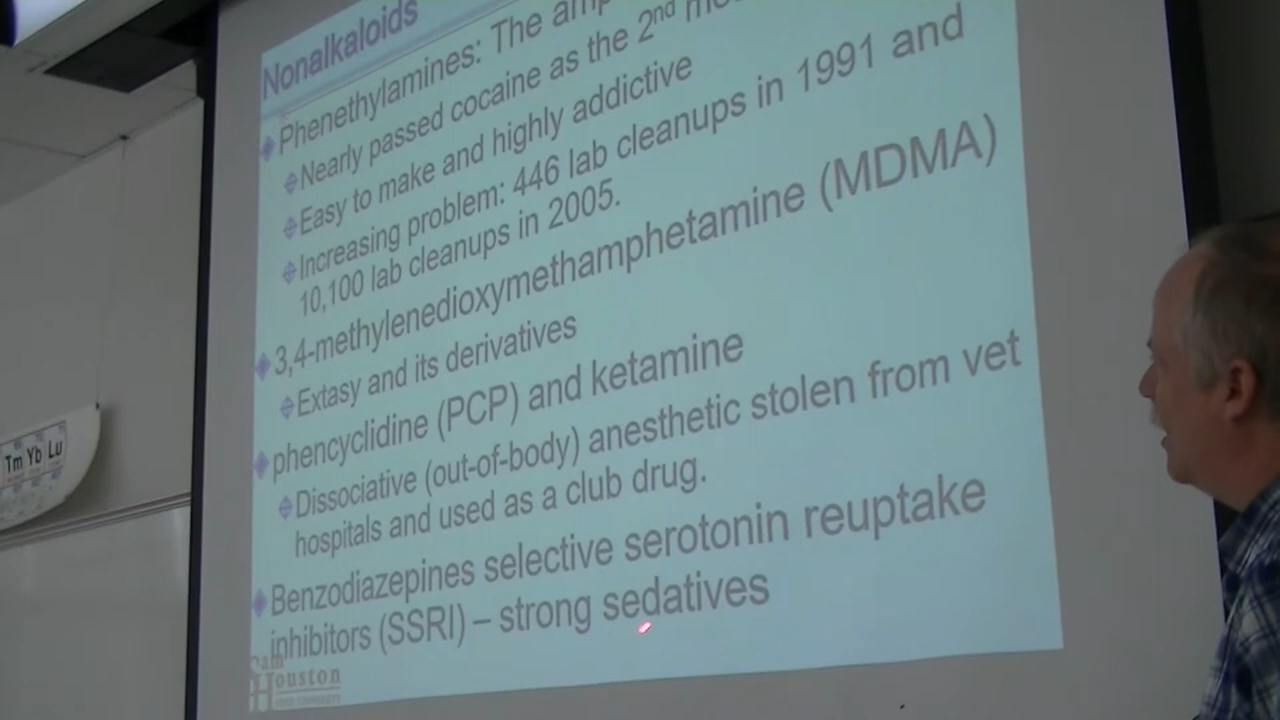 Nonalkaloids
Phenethylamines: The
Nearly passed cocaine as the 2nd
Easy to make and highly addictive
Increasing problem: 446 lab cleanups in 1991 and
10,100 lab cleanups in 2005.
3,4-methylenedioxymethamphetamine (MDMA)
Extasy and its derivatives
phencyclidine (PCP) and ketamine
Dissociative (out-of-body) anesthetic stolen from vet
hospitals and used as a club drug.
Benzodiazepines selective serotonin reuptake
inhibitors (SSRI) – strong sedatives
Sam
Houston
Tm Yb Lu